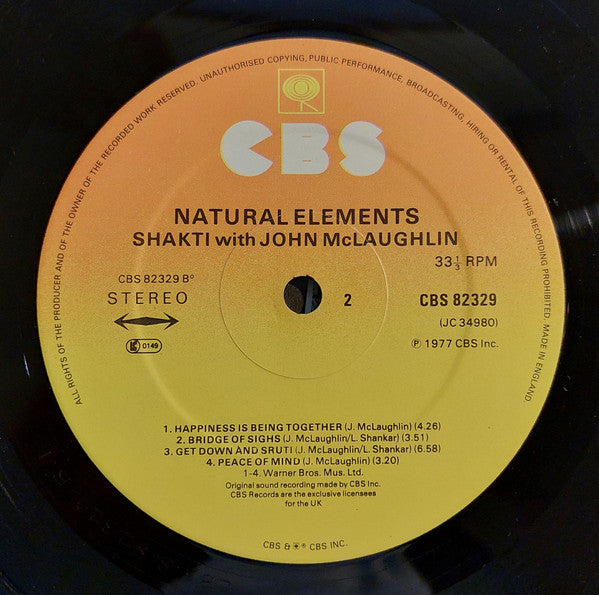 ALL RIGHTS OF THE PRODUCER AND OF THE OWNER OF THE RECORDED WORK RESERVED. UNAUTHORISED COPYING, PUBLIC PERFORMANCE, BROADCASTING, HIRING OR RENTAL OF THIS RECORDING PROHIBITED. MADE IN ENGLAND.
CBS
NATURAL ELEMENTS
SHAKTI with JOHN McLAUGHLIN
33⅓ RPM
CBS 82329 B°
STEREO
2
CBS 82329
(JC 34980)
K 0149
℗ 1977 CBS Inc.
1. HAPPINESS IS BEING TOGETHER (J. McLaughlin) (4.26)
2. BRIDGE OF SIGHS (J. McLaughlin/L. Shankar) (3.51)
3. GET DOWN AND SRUTI (J. McLaughlin/L. Shankar) (6.58)
4. PEACE OF MIND (J. McLaughlin) (3.20)
1-4. Warner Bros. Mus. Ltd.
Original sound recording made by CBS Inc.
CBS Records are the exclusive licensees
for the UK
CBS & ® CBS INC.